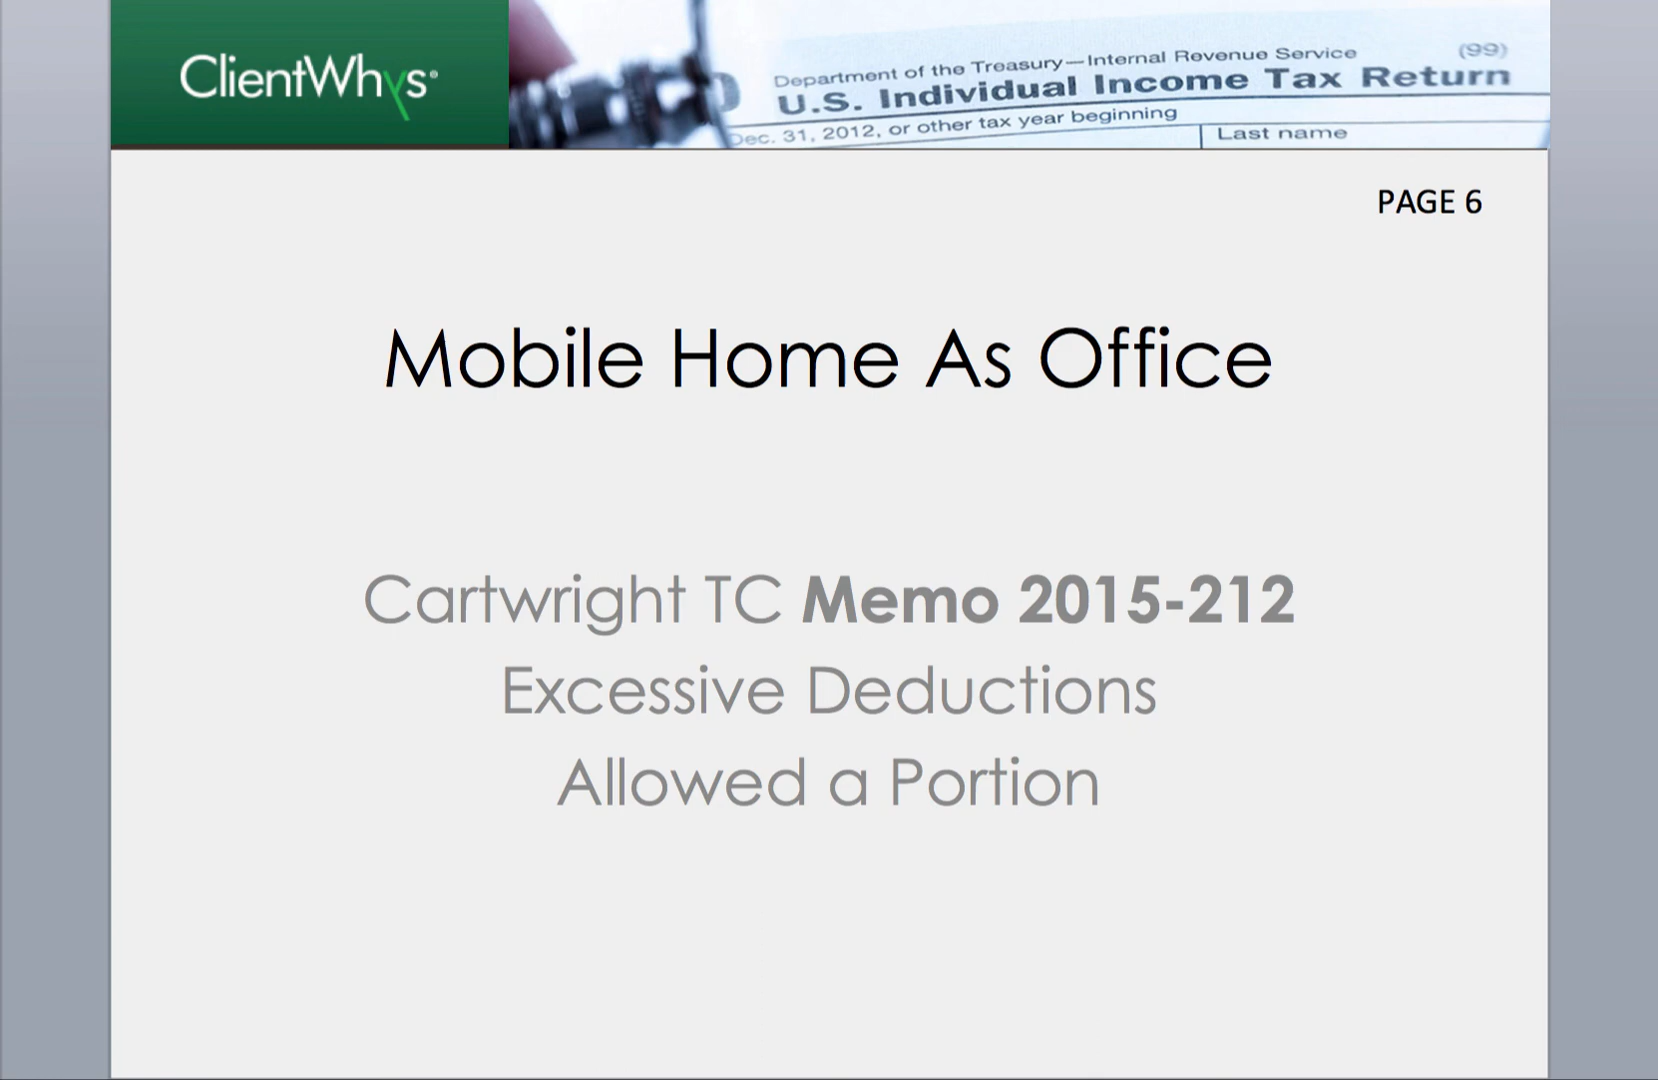 ClientWhys®
Department of the Treasury—Internal Revenue Service (99)
U.S. Individual Income Tax Return
Dec. 31, 2012, or other tax year beginning
Last name
PAGE 6
Mobile Home As Office
Cartwright TC Memo 2015-212
Excessive Deductions
Allowed a Portion